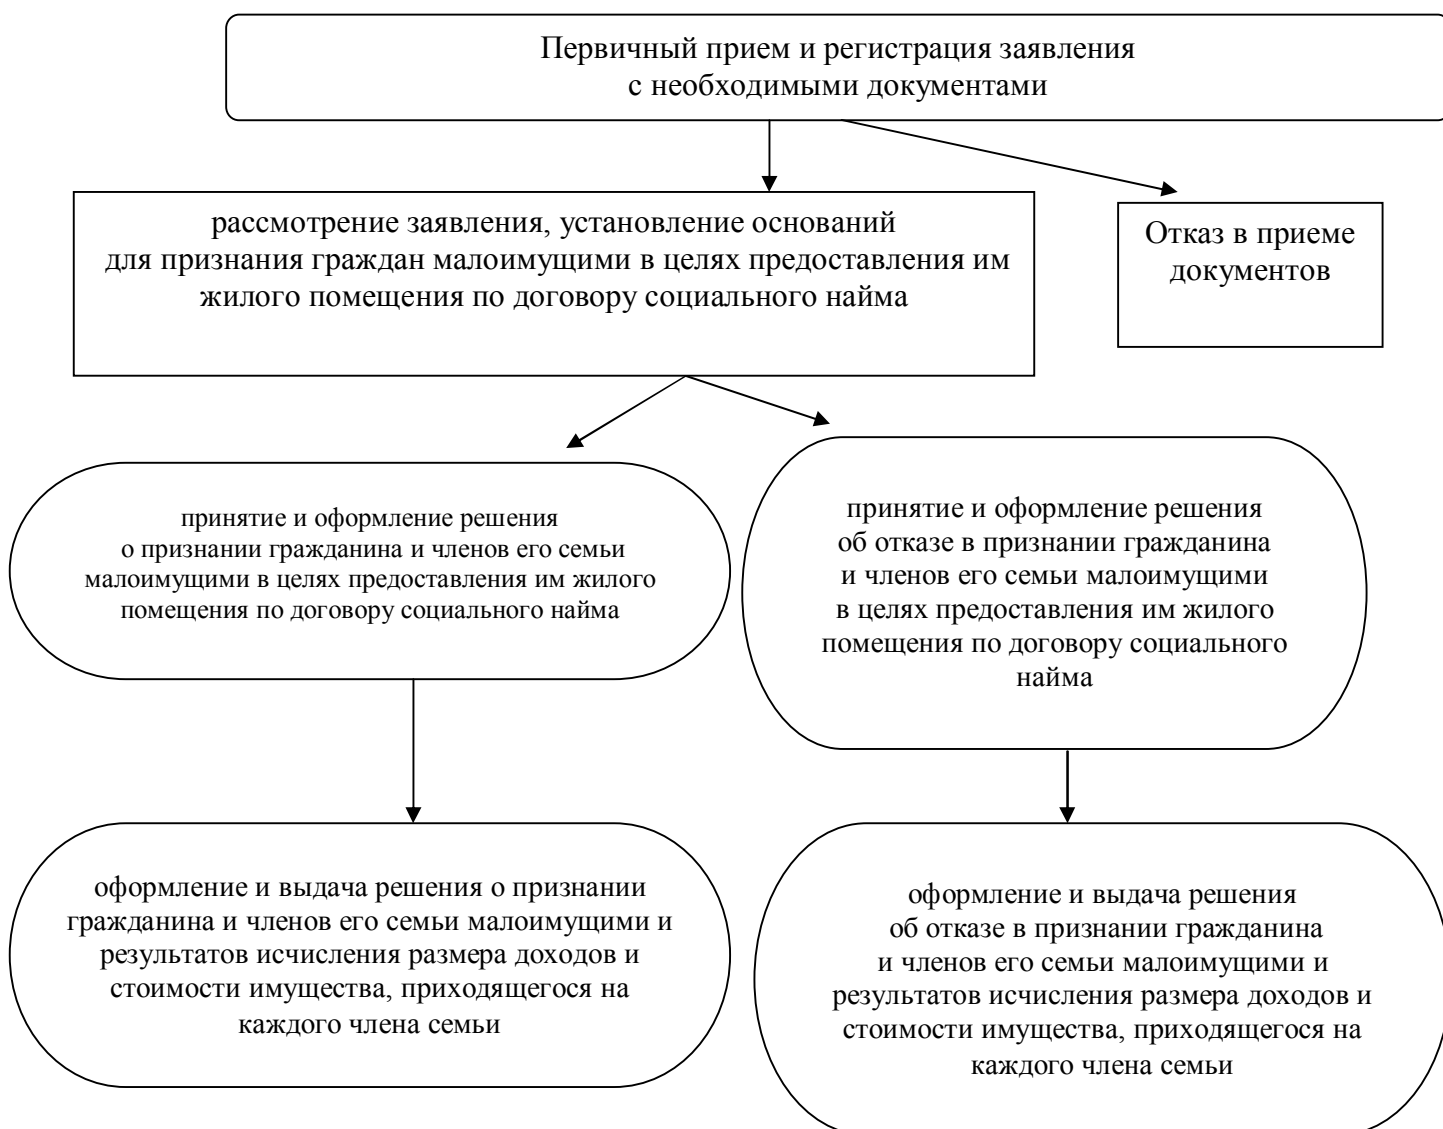 Первичный прием и регистрация заявления
с необходимыми документами
рассмотрение заявления, установление оснований
для признания граждан малоимущими в целях предоставления им
жилого помещения по договору социального найма
Отказ в приеме
документов
принятие и оформление решения
о признании гражданина и членов его семьи
малоимущими в целях предоставления им жилого
помещения по договору социального найма
принятие и оформление решения
об отказе в признании гражданина
и членов его семьи малоимущими
в целях предоставления им жилого
помещения по договору социального
найма
оформление и выдача решения о признании
гражданина и членов его семьи малоимущими и
результатов исчисления размера доходов и
стоимости имущества, приходящегося на
каждого члена семьи
оформление и выдача решения
об отказе в признании гражданина
и членов его семьи малоимущими и
результатов исчисления размера доходов и
стоимости имущества, приходящегося на
каждого члена семьи